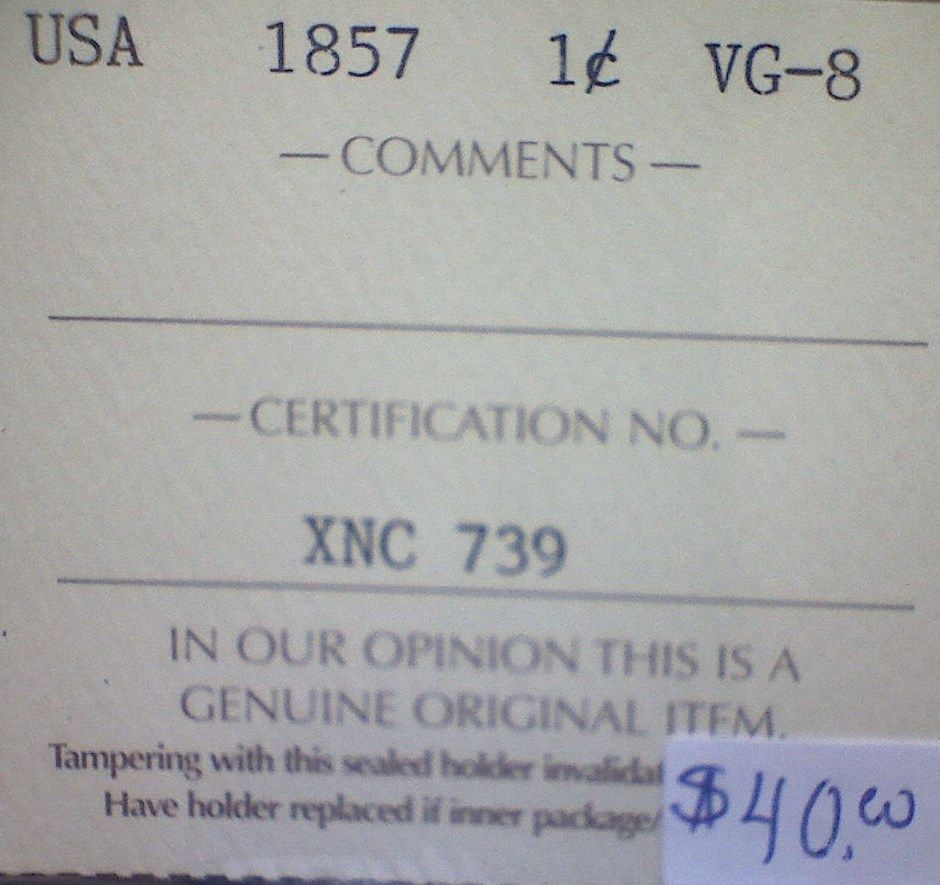 USA 1857 1¢ VG-8
— COMMENTS —
— CERTIFICATION NO. —
XNC 739
IN OUR OPINION THIS IS A
GENUINE ORIGINAL ITEM.
Tampering with this sealed holder invalidat
Have holder replaced if inner package/
$40.00